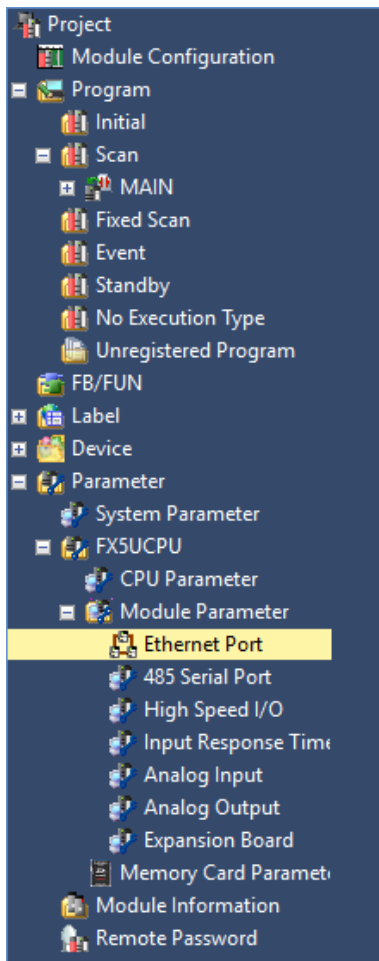 Project
Module Configuration
Program
Initial
Scan
MAIN
Fixed Scan
Event
Standby
No Execution Type
Unregistered Program
FB/FUN
Label
Device
Parameter
System Parameter
FX5UCPU
CPU Parameter
Module Parameter
Ethernet Port
485 Serial Port
High Speed I/O
Input Response Time
Analog Input
Analog Output
Expansion Board
Memory Card Paramet
Module Information
Remote Password